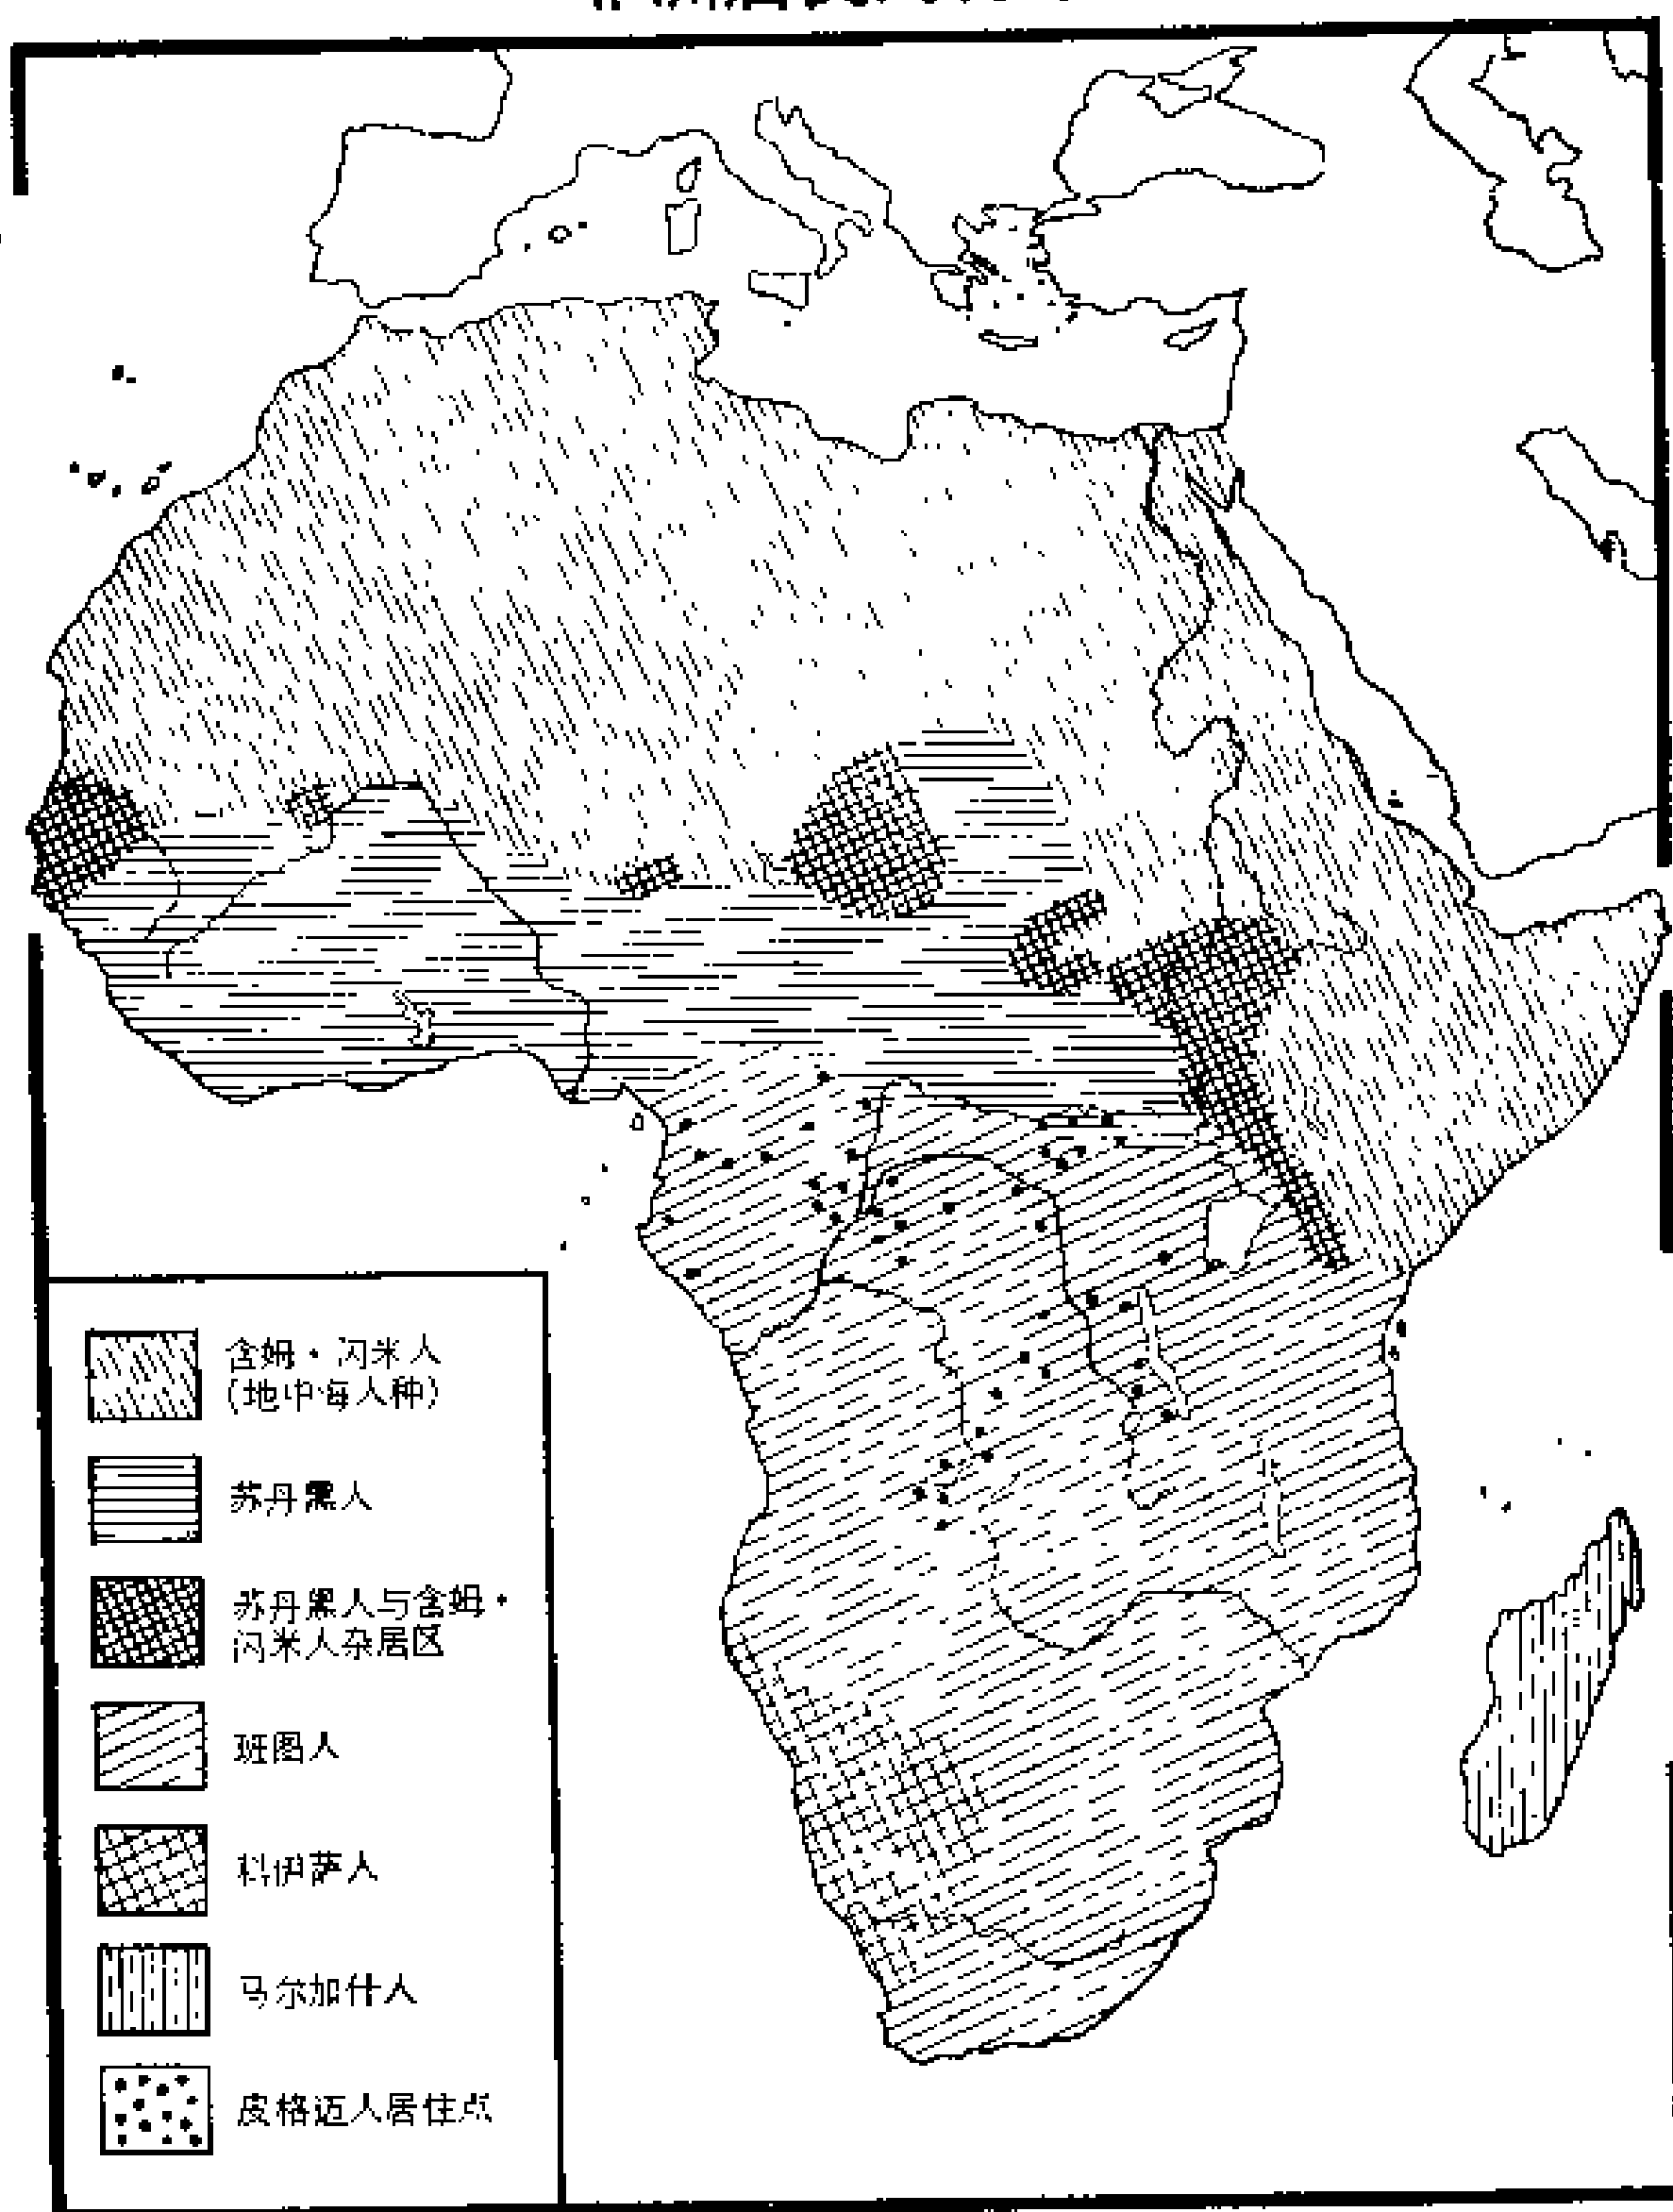 含姆·闪米人
(地中海人种)
苏丹黑人
苏丹黑人与含姆·
闪米人杂居区
班图人
科伊萨人
马尔加什人
皮格迈人居住点